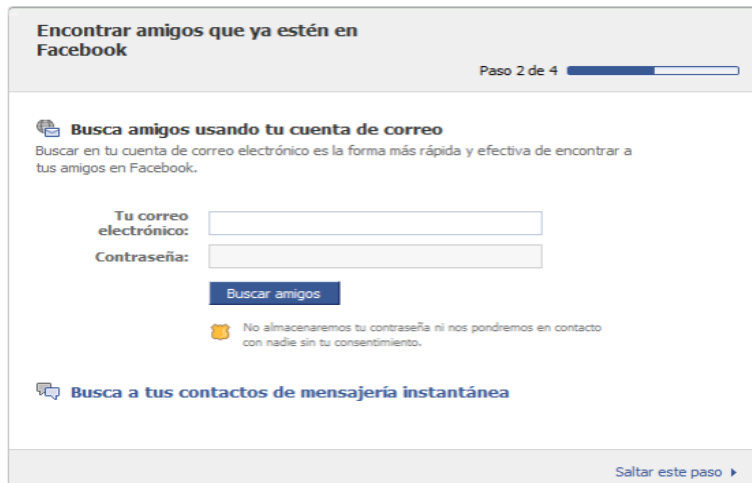 Encontrar amigos que ya estén en
Facebook
Paso 2 de 4
Busca amigos usando tu cuenta de correo
Buscar en tu cuenta de correo electrónico es la forma más rápida y efectiva de encontrar a
tus amigos en Facebook.
Tu correo
electrónico:
Contraseña:
Buscar amigos
No almacenaremos tu contraseña ni nos pondremos en contacto
con nadie sin tu consentimiento.
Busca a tus contactos de mensajería instantánea
Saltar este paso